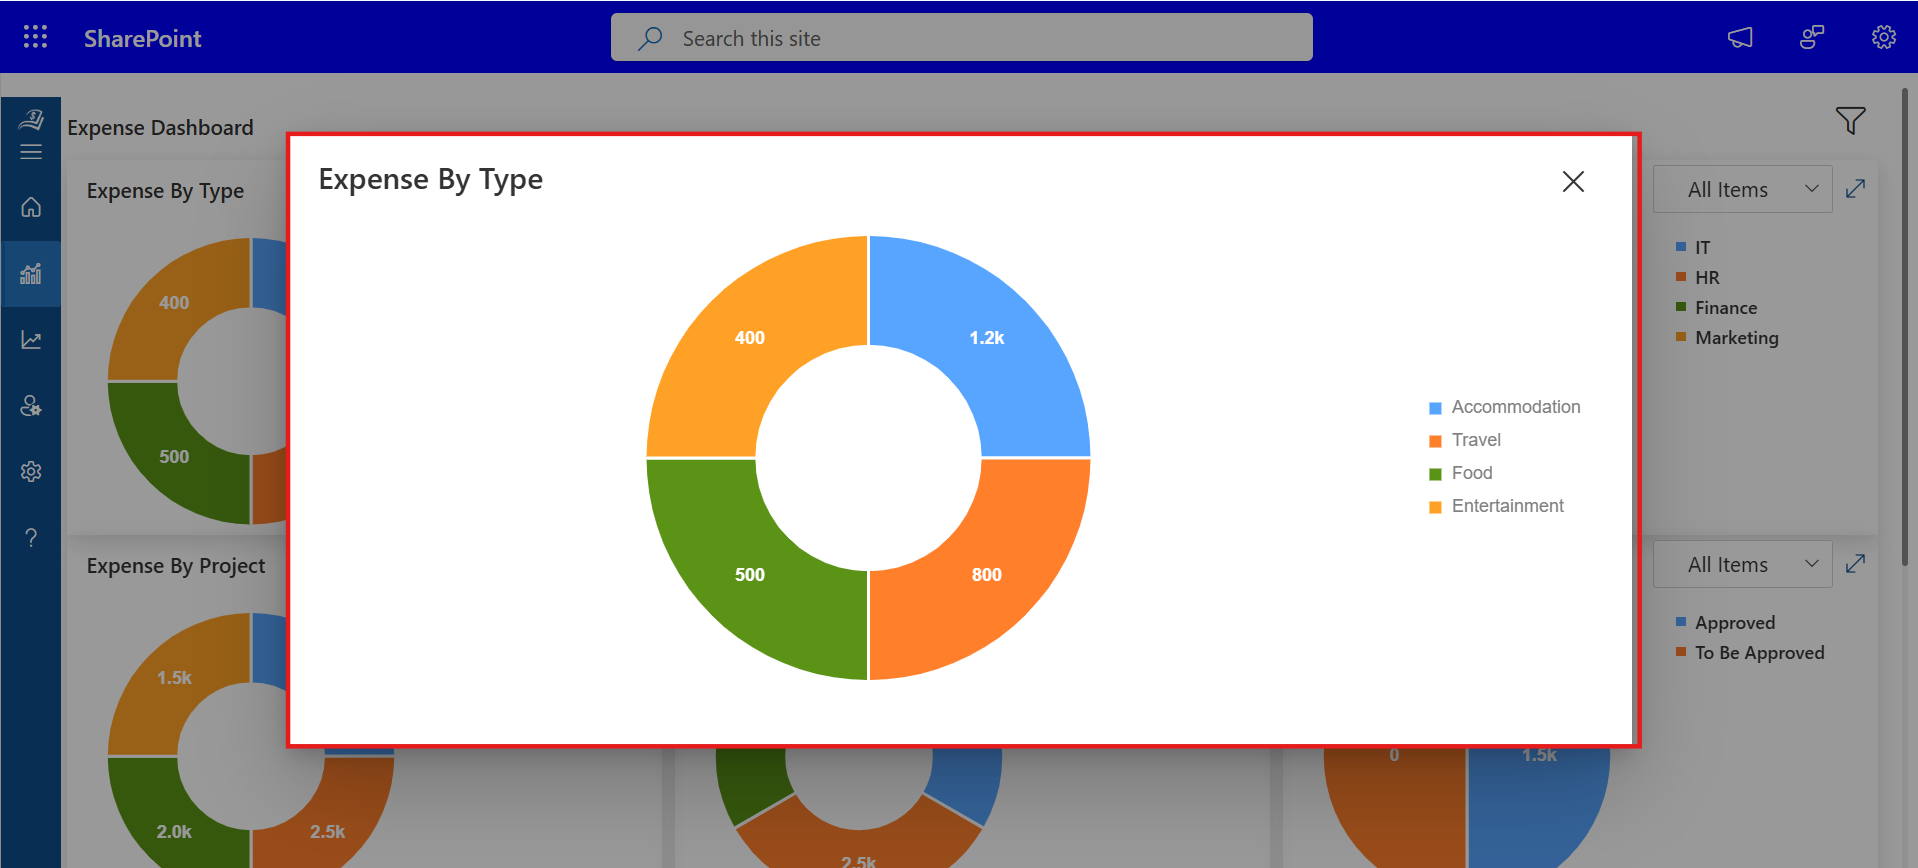 SharePoint
Search this site
Expense Dashboard
Expense By Type
400
500
Expense By Type
400
1.2k
500
800
Accommodation
Travel
Food
Entertainment
All Items
IT
HR
Finance
Marketing
Expense By Project
1.5k
2.0k
2.5k
2.5k
All Items
Approved
To Be Approved
0
1.5k